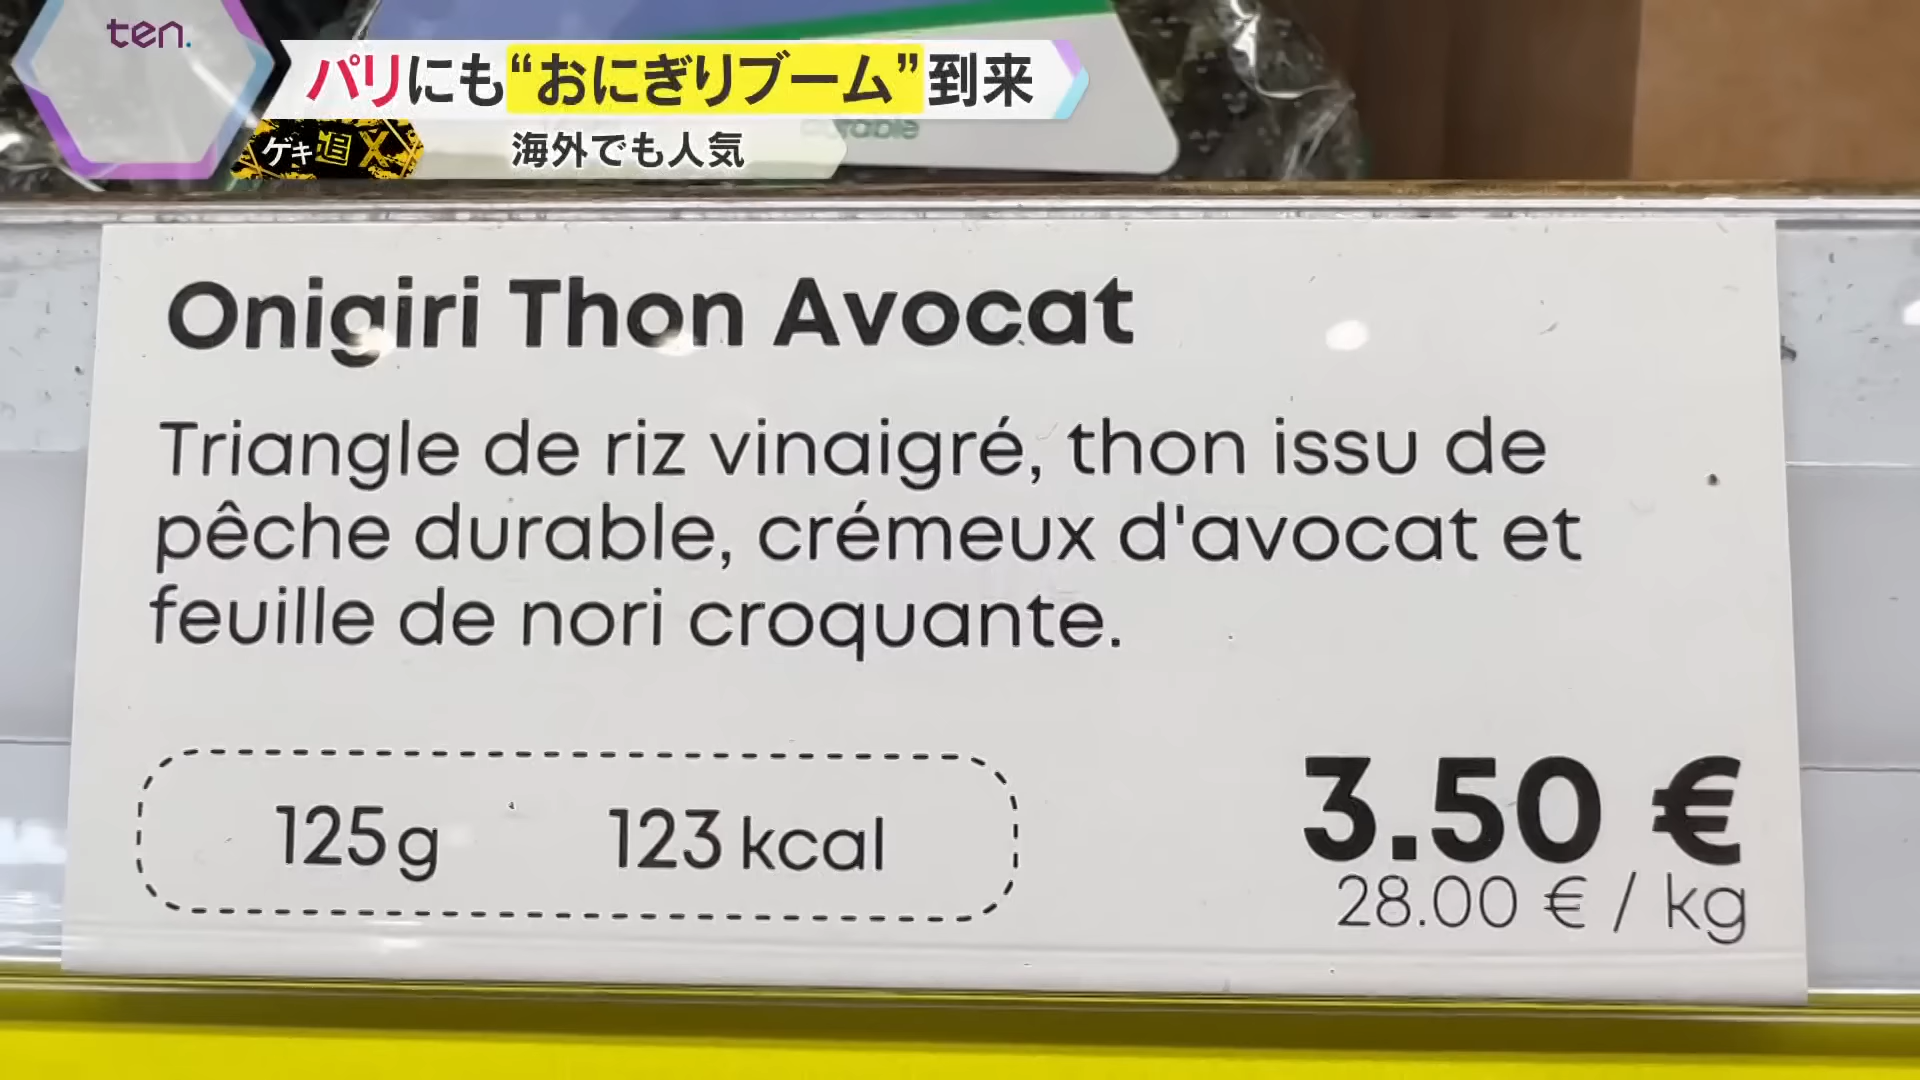 ten.
パリにも“おにぎりブーム”到来
ゲキ追X
海外でも人気
Onigiri Thon Avocat
Triangle de riz vinaigré, thon issu de
pêche durable, crémeux d'avocat et
feuille de nori croquante.
125g 123 kcal
3.50 €
28.00 € / kg